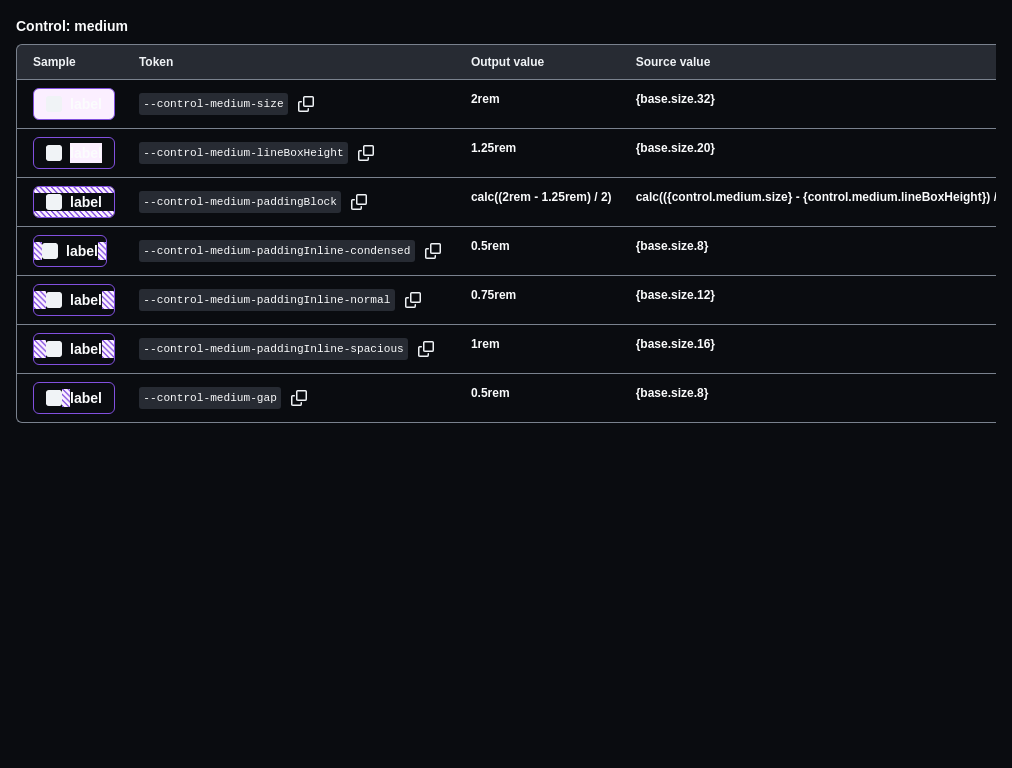 Control: medium
Sample Token Output value Source value
label --control-medium-size 2rem {base.size.32}
--control-medium-lineBoxHeight 1.25rem {base.size.20}
label --control-medium-paddingBlock calc((2rem - 1.25rem) / 2) calc(({control.medium.size} - {control.medium.lineBoxHeight}) /
label --control-medium-paddingInline-condensed 0.5rem {base.size.8}
label --control-medium-paddingInline-normal 0.75rem {base.size.12}
label --control-medium-paddingInline-spacious 1rem {base.size.16}
label --control-medium-gap 0.5rem {base.size.8}